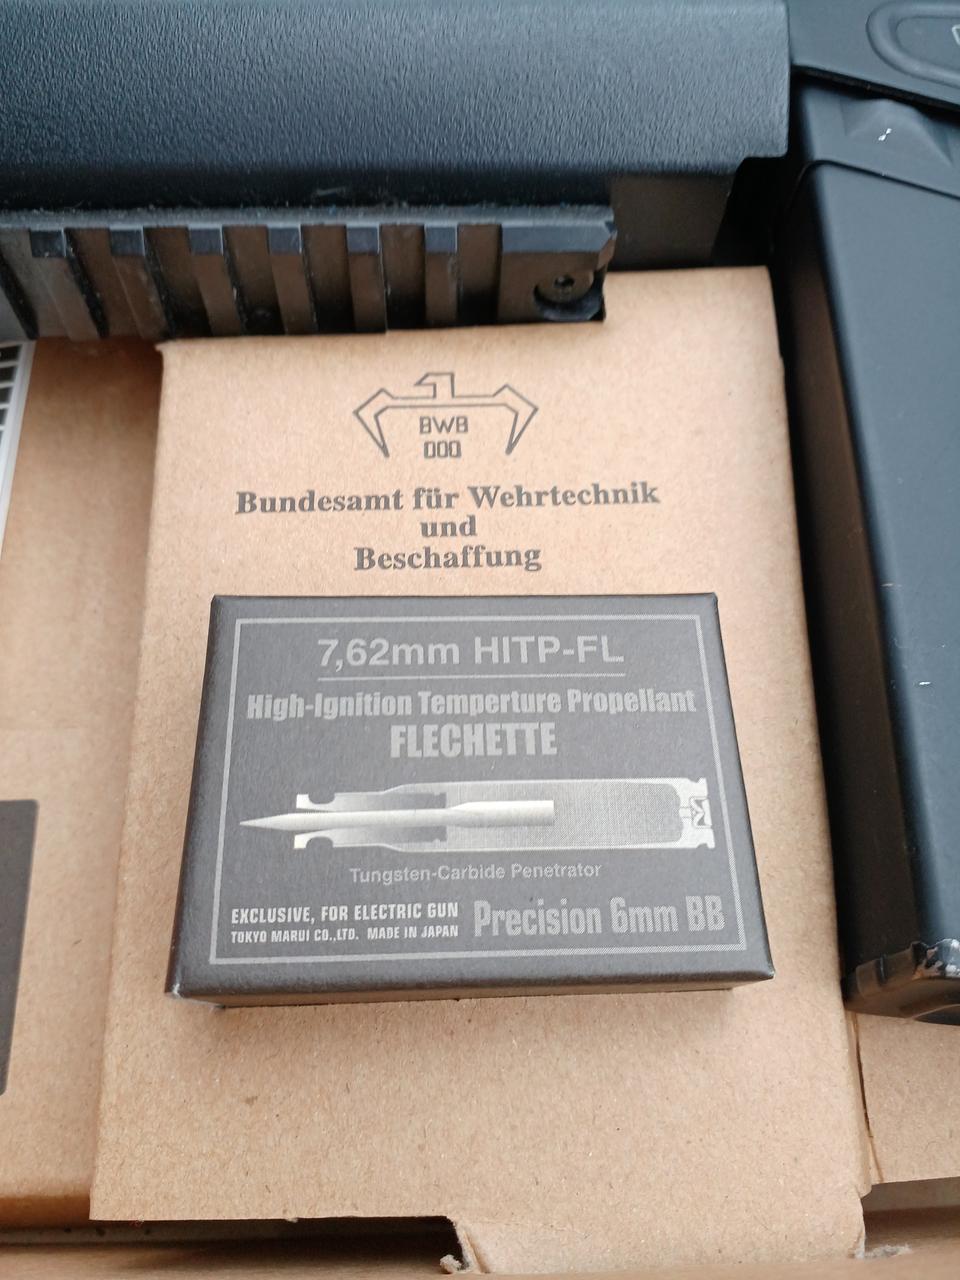 BWB
000
Bundesamt für Wehrtechnik
und
Beschaffung
7,62mm HITP-FL
High-Ignition Temperture Propellant
FLECHETTE
Tungsten-Carbide Penetrator
EXCLUSIVE, FOR ELECTRIC GUN
TOKYO MARUI CO.,LTD. MADE IN JAPAN
Precision 6mm BB